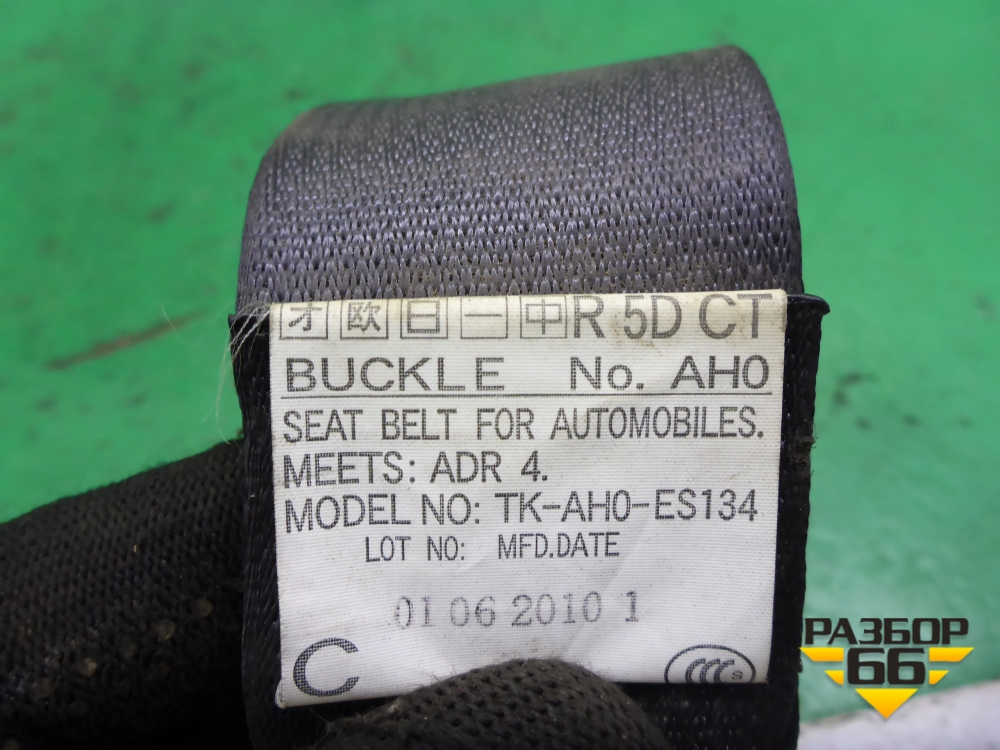 才 欧 日 一 中 R 5D CT
BUCKLE No. AH0
SEAT BELT FOR AUTOMOBILES.
MEETS: ADR 4.
MODEL NO: TK-AH0-ES134
LOT NO: MFD.DATE
01 06 2010 1
C
CCC S
РАЗБОР
66